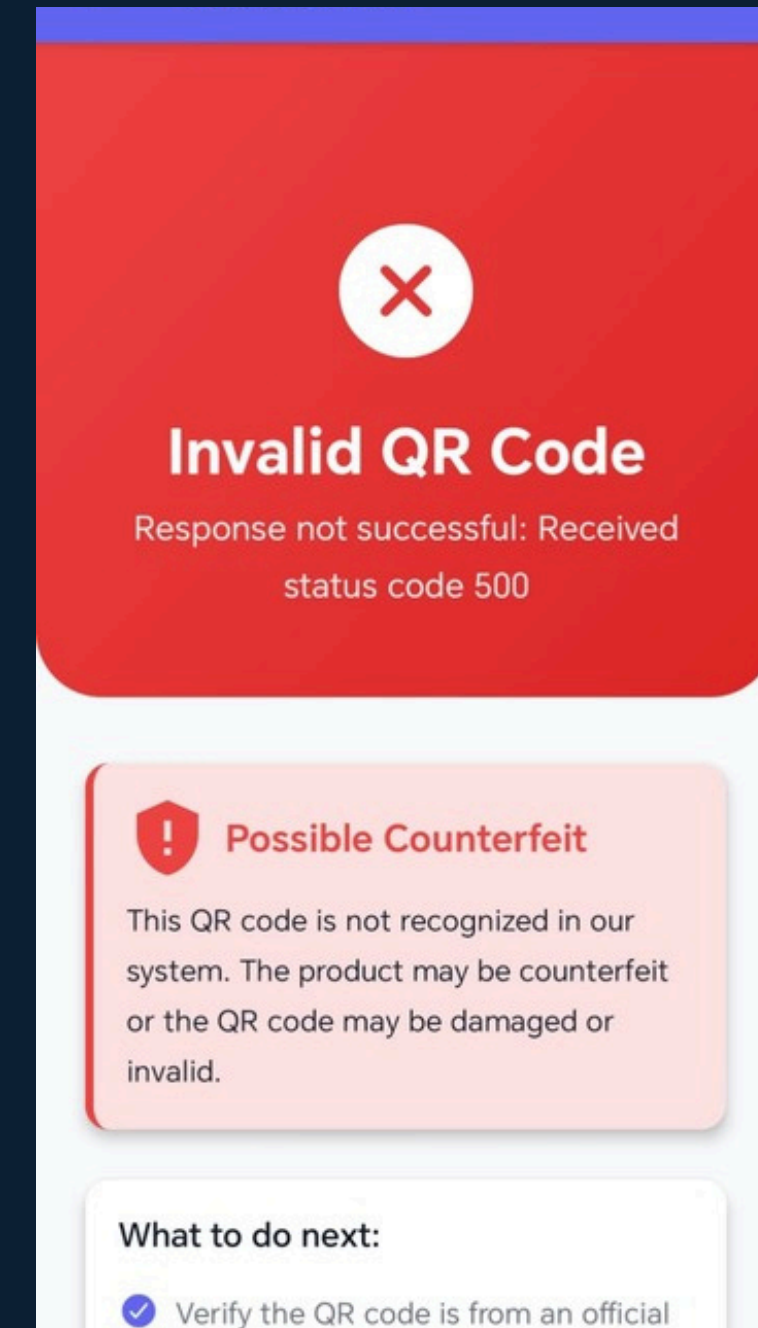 Invalid QR Code
Response not successful: Received
status code 500
Possible Counterfeit
This QR code is not recognized in our
system. The product may be counterfeit
or the QR code may be damaged or
invalid.
What to do next:
Verify the QR code is from an official